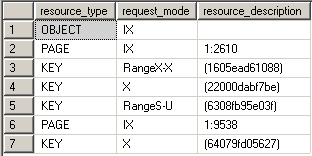 resource_type request_mode resource_description
1 OBJECT IX
2 PAGE IX 1:2610
3 KEY RangeX-X (1605ead61088)
4 KEY X (22000dabf7be)
5 KEY RangeS-U (6308fb95e03f)
6 PAGE IX 1:9538
7 KEY X (64079fd05627)